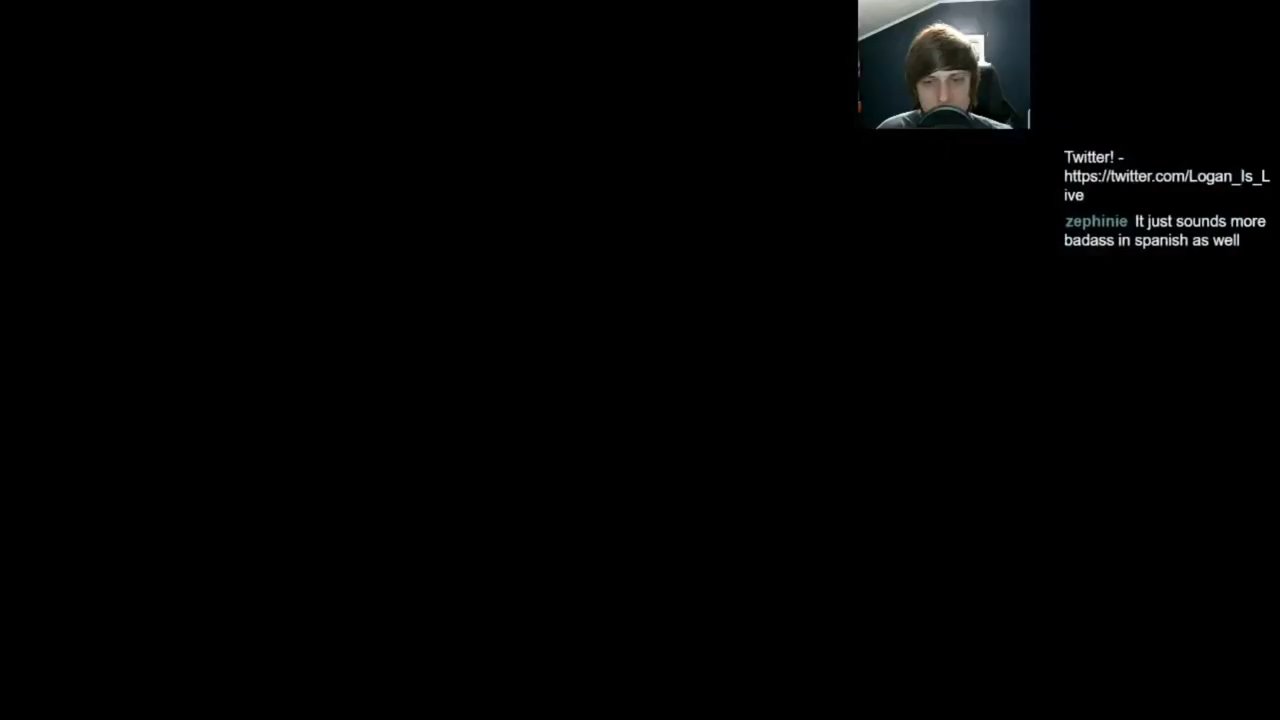 Twitter! -
https://twitter.com/Logan_Is_L
ive
zephinie It just sounds more
badass in spanish as well